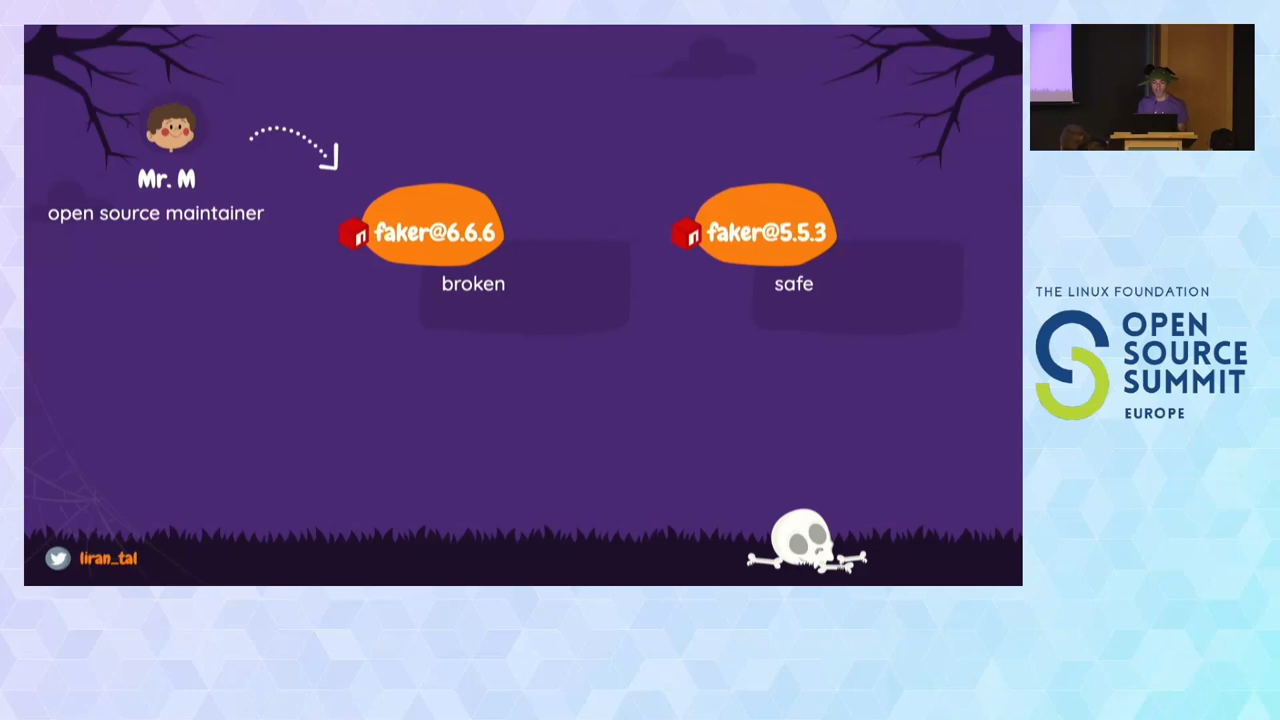 Mr. M
open source maintainer
faker@6.6.6
broken
faker@5.5.3
safe
liran_tal
THE LINUX FOUNDATION
OPEN
SOURCE
SUMMIT
EUROPE